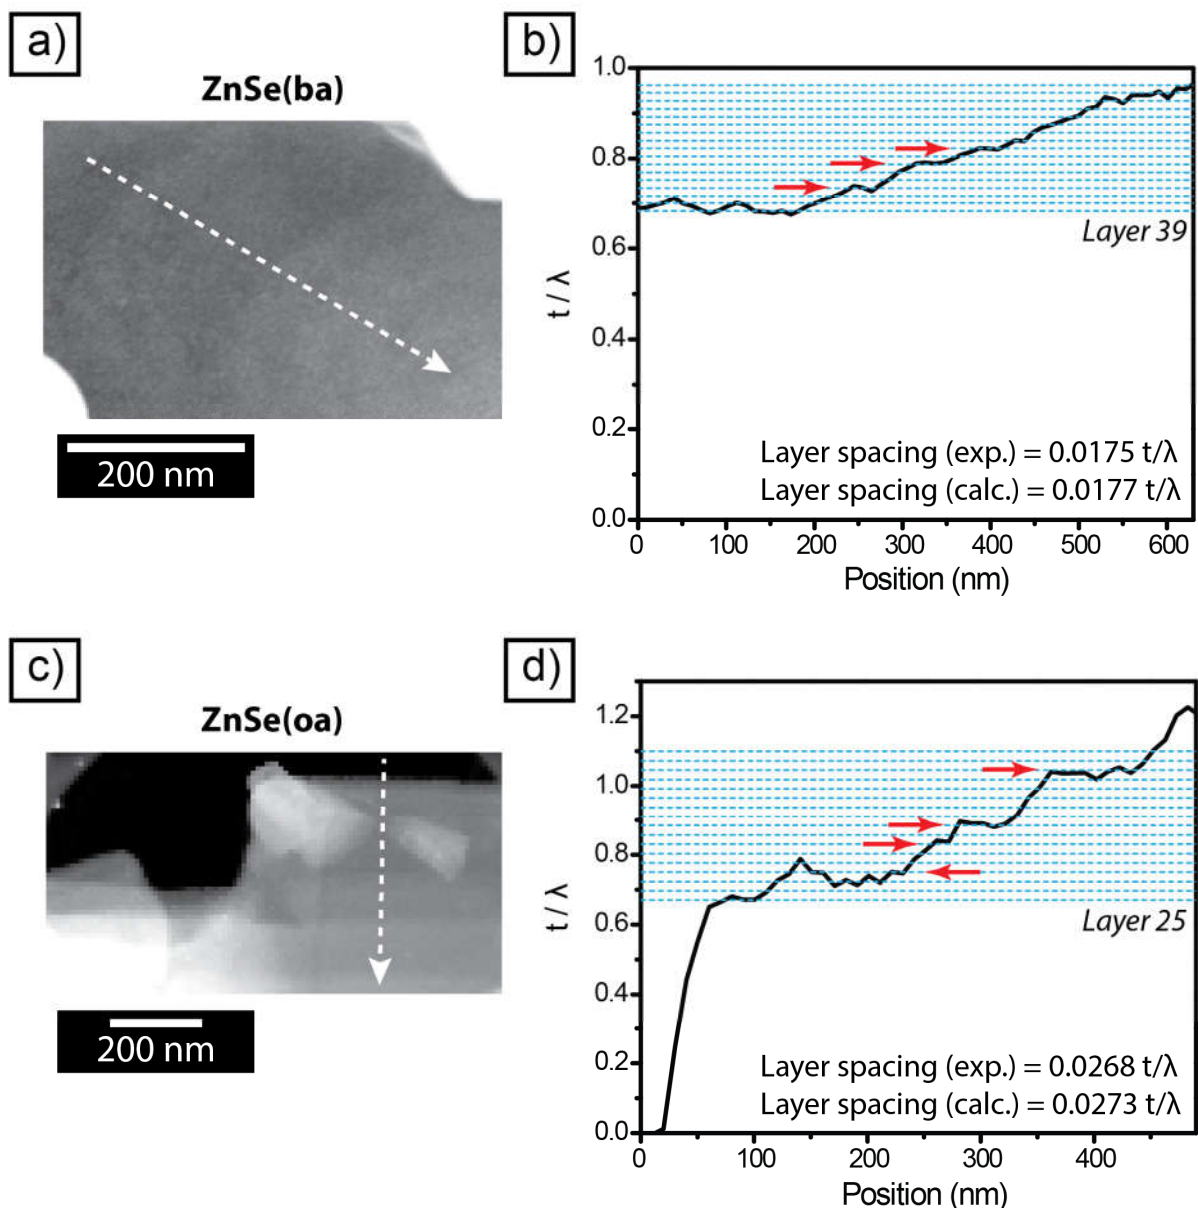 a)
ZnSe(ba)
200 nm
b)
1.0
0.8
0.6
0.4
0.2
0.0
t / λ
Layer 39
Layer spacing (exp.) = 0.0175 t/λ
Layer spacing (calc.) = 0.0177 t/λ
0 100 200 300 400 500 600
Position (nm)
c)
ZnSe(oa)
200 nm
d)
1.2
1.0
0.8
0.6
0.4
0.2
0.0
t / λ
Layer 25
Layer spacing (exp.) = 0.0268 t/λ
Layer spacing (calc.) = 0.0273 t/λ
0 100 200 300 400
Position (nm)